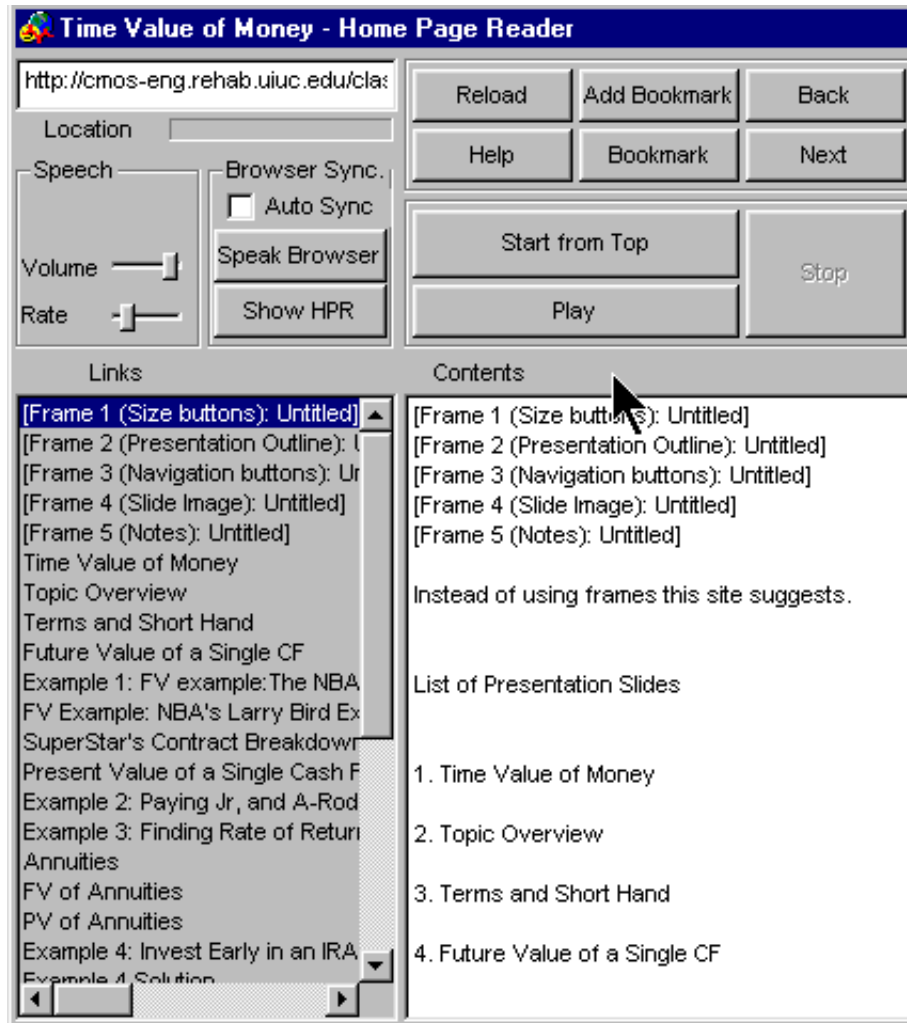 Time Value of Money - Home Page Reader
http://cmos-eng.rehab.uiuc.edu/clas
Location
Reload
Add Bookmark
Back
Help
Bookmark
Next
Speech
Volume
Rate
Browser Sync.
Auto Sync
Speak Browser
Show HPR
Start from Top
Play
Stop
Links
[Frame 1 (Size buttons): Untitled]
[Frame 2 (Presentation Outline): U
[Frame 3 (Navigation buttons): Un
[Frame 4 (Slide Image): Untitled]
[Frame 5 (Notes): Untitled]
Time Value of Money
Topic Overview
Terms and Short Hand
Future Value of a Single CF
Example 1: FV example:The NBA
FV Example: NBA's Larry Bird Ex
SuperStar's Contract Breakdown
Present Value of a Single Cash F
Example 2: Paying Jr, and A-Rod
Example 3: Finding Rate of Return
Annuities
FV of Annuities
PV of Annuities
Example 4: Invest Early in an IRA
Example 4 Solution
Contents
[Frame 1 (Size buttons): Untitled]
[Frame 2 (Presentation Outline): Untitled]
[Frame 3 (Navigation buttons): Untitled]
[Frame 4 (Slide Image): Untitled]
[Frame 5 (Notes): Untitled]
Instead of using frames this site suggests.
List of Presentation Slides
1. Time Value of Money
2. Topic Overview
3. Terms and Short Hand
4. Future Value of a Single CF